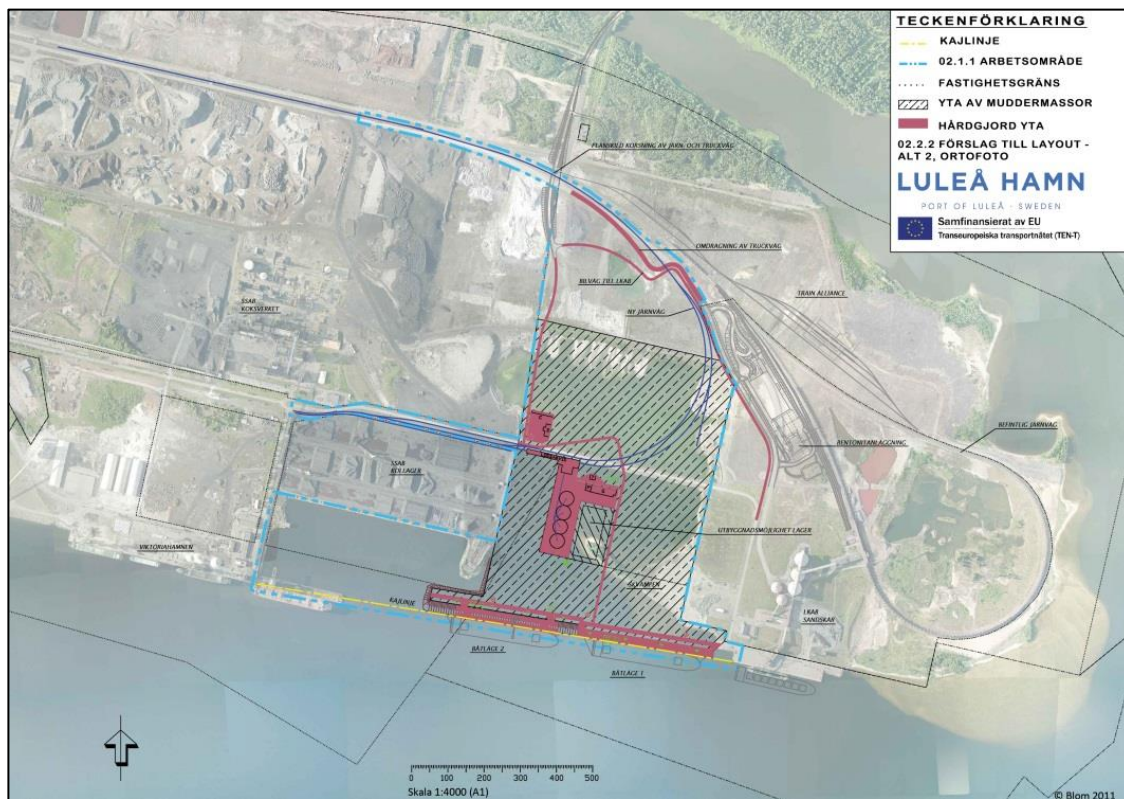 TECKENFÖRKLARING
KAJLINJE
02.1.1 ARBETSOMRÅDE
FASTIGHETSGRÄNS
YTA AV MUDDERMASSOR
HÅRDGJORD YTA
02.2.2 FÖRSLAG TILL LAYOUT -
ALT 2, ORTOFOTO
LULEÅ HAMN
PORT OF LULEÅ · SWEDEN
Samfinansierat av EU
Transeuropeiska transportnätet (TEN-T)
PLANSKILD KORSNING AV JÄRN- OCH TRUCKVÄG
OMDRAGNING AV TRUCKVÄG
BILVÄG TILL LKAB
NY JÄRNVÄG
TRAIN ALLIANCE
SSAB
KOKSVERKET
BEFINTLIG JÄRNVÄG
BENTONITANLÄGGNING
SSAB
KOLLAGER
UTBYGGNADSMÖJLIGHET LAGER
VIKTORIAHAMNEN
SKVAMPEN
LKAB
SANDSKÄR
KAJLINJE
BÅTLÄGE 2
BÅTLÄGE 1
0 100 200 300 400 500
Skala 1:4000 (A1)
© Blom 2011